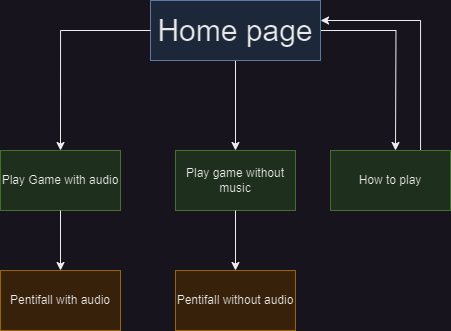 Home page
Play Game with audio
Play game without
music
How to play
Pentifall with audio
Pentifall without audio